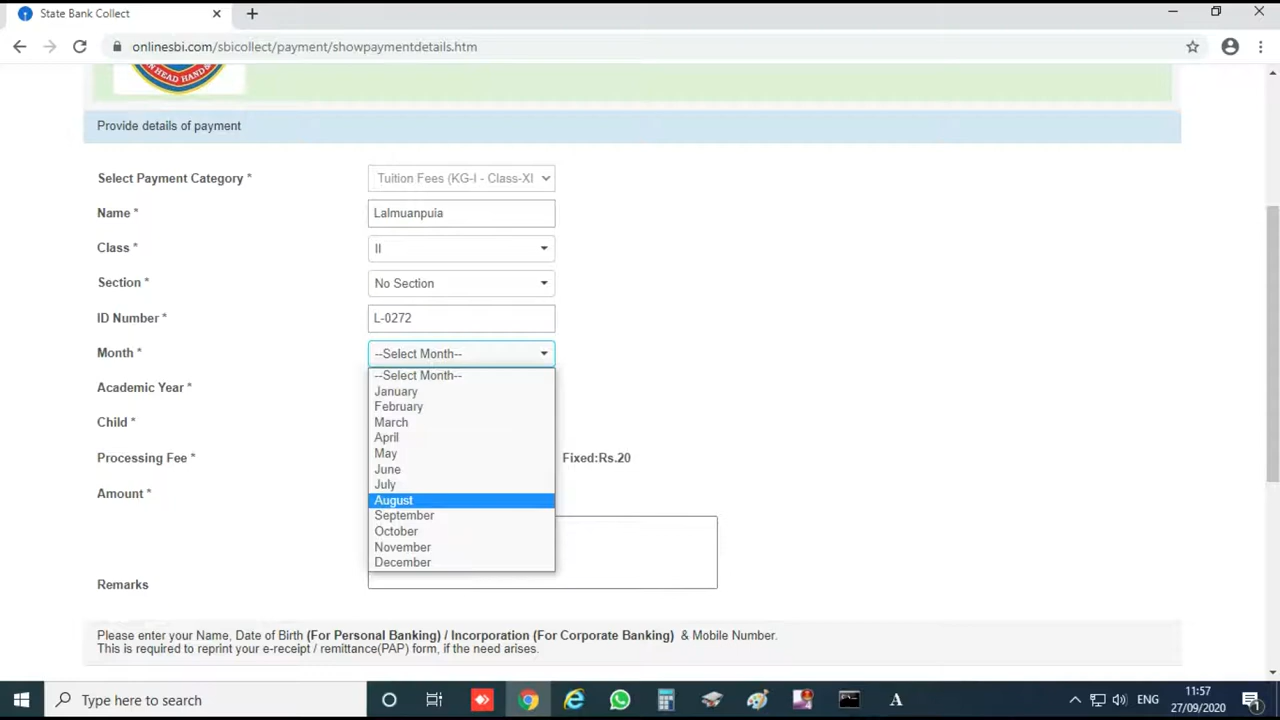 State Bank Collect
onlinesbi.com/sbicollect/payment/showpaymentdetails.htm
N HEAD HAND
Provide details of payment
Select Payment Category *
Tuition Fees (KG-I - Class-XI
Name *
Lalmuanpuia
Class *
II
Section *
No Section
ID Number *
L-0272
Month *
--Select Month--
--Select Month--
January
February
March
April
May
June
July
August
September
October
November
December
Academic Year *
Child *
Processing Fee *
Fixed:Rs.20
Amount *
Remarks
Please enter your Name, Date of Birth (For Personal Banking) / Incorporation (For Corporate Banking) & Mobile Number.
This is required to reprint your e-receipt / remittance(PAP) form, if the need arises.
Type here to search
A
ENG
11:57
27/09/2020
1